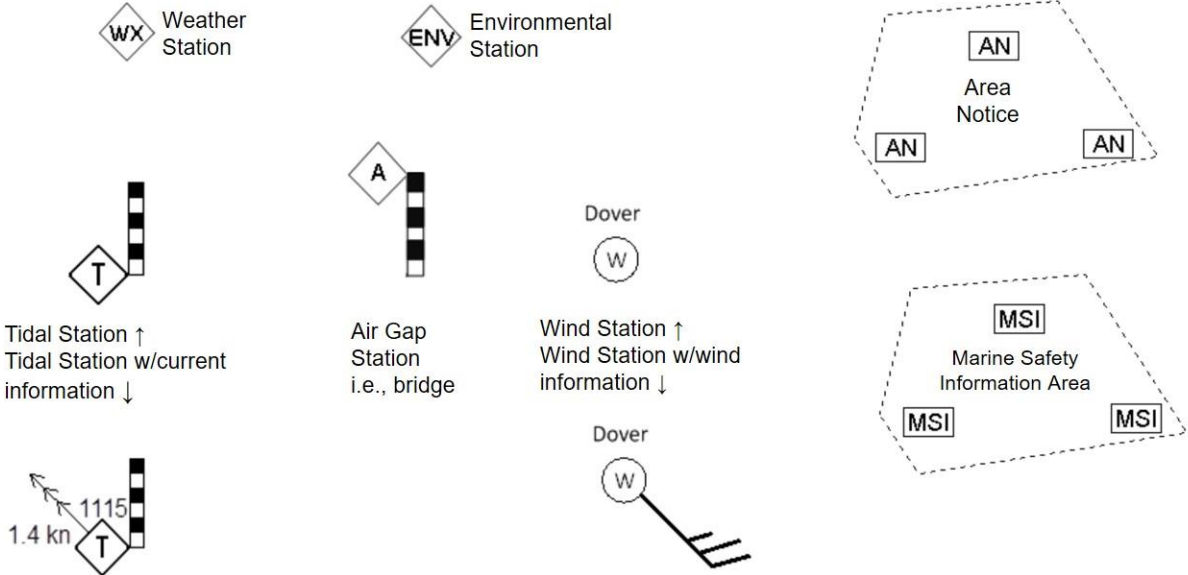 WX
Weather
Station
ENV
Environmental
Station
AN
Area
Notice
AN
AN
T
A
Dover
W
Tidal Station ↑
Tidal Station w/current
information ↓
Air Gap
Station
i.e., bridge
Wind Station ↑
Wind Station w/wind
information ↓
MSI
Marine Safety
Information Area
MSI
MSI
1115
1.4 kn
T
Dover
W